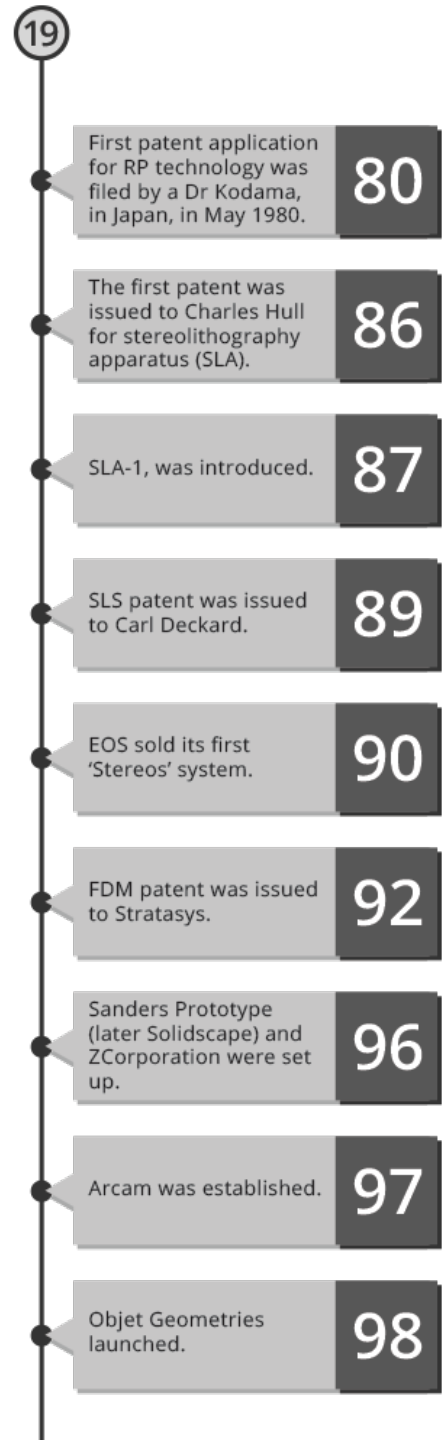 19
First patent application
for RP technology was
filed by a Dr Kodama,
in Japan, in May 1980.
80
The first patent was
issued to Charles Hull
for stereolithography
apparatus (SLA).
86
SLA-1, was introduced.
87
SLS patent was issued
to Carl Deckard.
89
EOS sold its first
‘Stereos’ system.
90
FDM patent was issued
to Stratasys.
92
Sanders Prototype
(later Solidscape) and
ZCorporation were set
up.
96
Arcam was established.
97
Objet Geometries
launched.
98